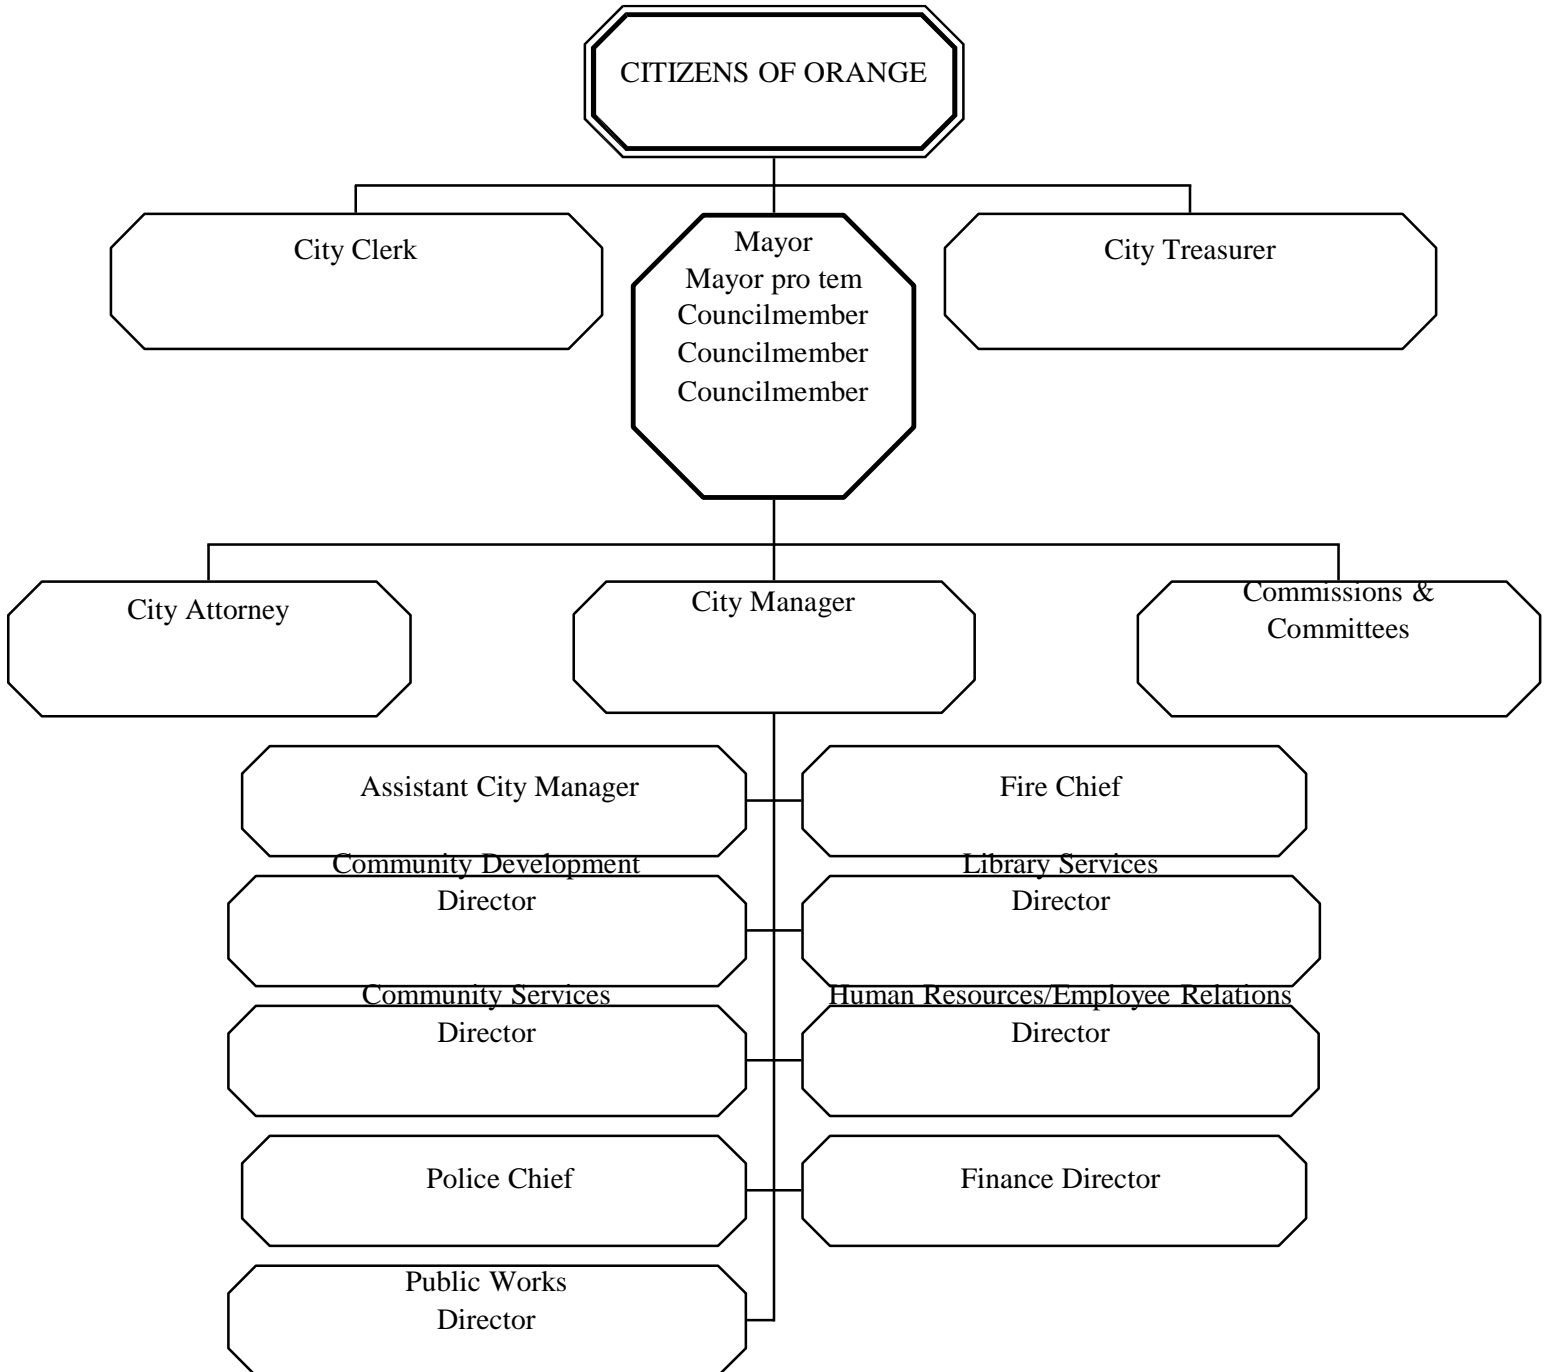 CITIZENS OF ORANGE
City Clerk
Mayor
Mayor pro tem
Councilmember
Councilmember
Councilmember
City Treasurer
City Attorney
City Manager
Commissions &
Committees
Assistant City Manager
Fire Chief
Community Development
Director
Library Services
Director
Community Services
Director
Human Resources/Employee Relations
Director
Police Chief
Finance Director
Public Works
Director